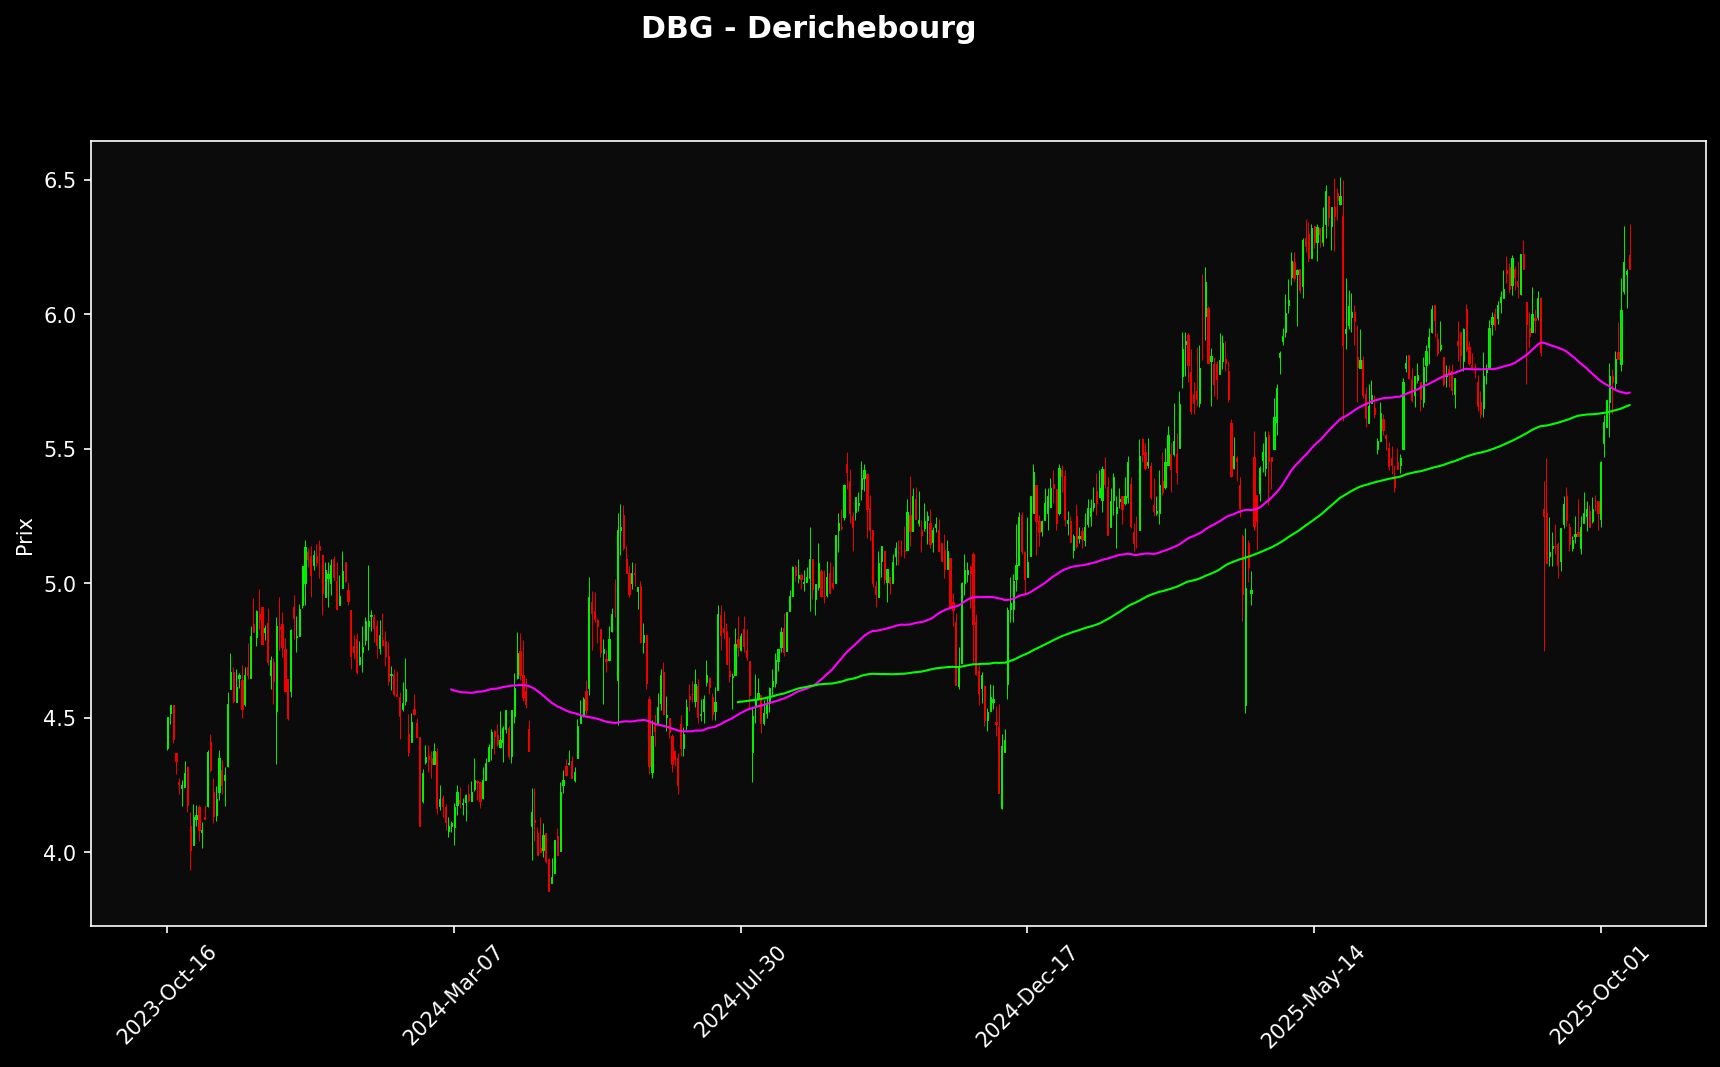 DBG - Derichebourg
Prix
6.5
6.0
5.5
5.0
4.5
4.0
2023-Oct-16
2024-Mar-07
2024-Jul-30
2024-Dec-17
2025-May-14
2025-Oct-01